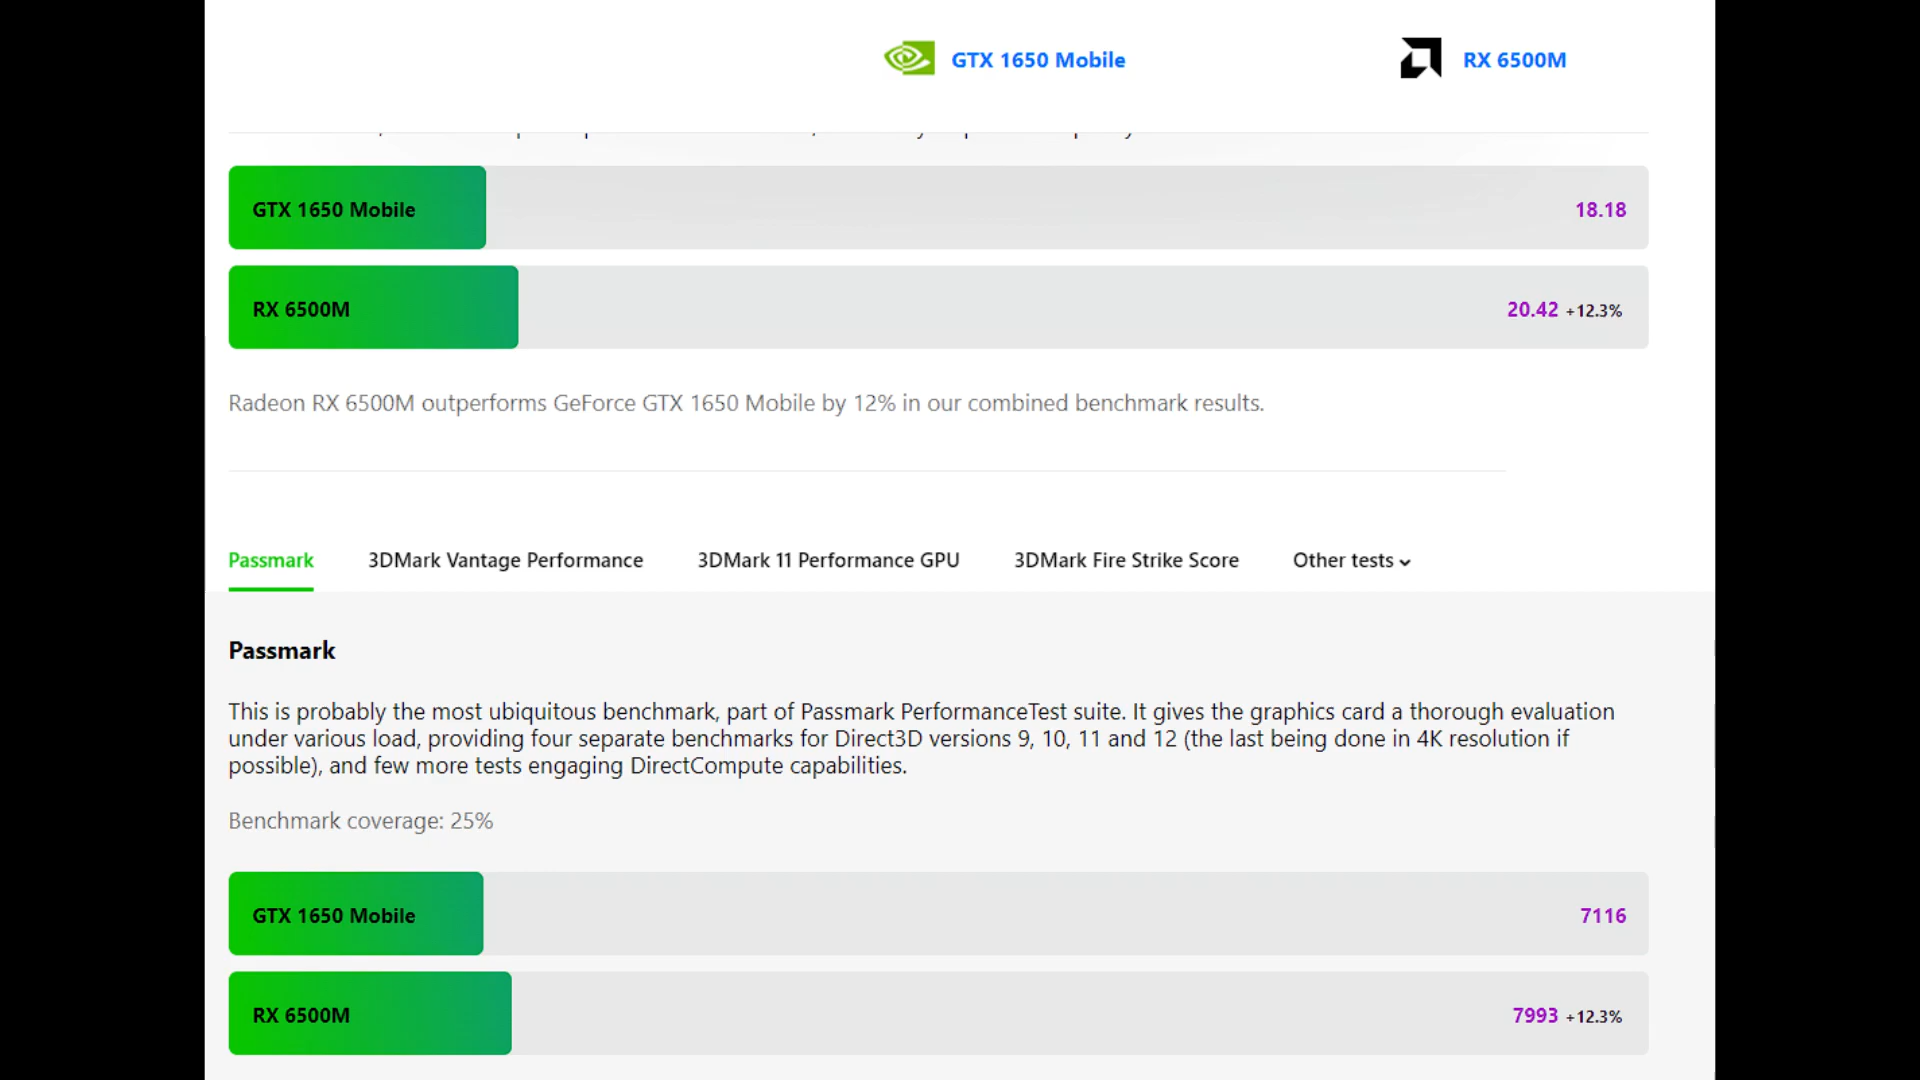 GTX 1650 Mobile
RX 6500M
GTX 1650 Mobile
18.18
RX 6500M
20.42 +12.3%
Radeon RX 6500M outperforms GeForce GTX 1650 Mobile by 12% in our combined benchmark results.
Passmark
3DMark Vantage Performance
3DMark 11 Performance GPU
3DMark Fire Strike Score
Other tests
Passmark
This is probably the most ubiquitous benchmark, part of Passmark PerformanceTest suite. It gives the graphics card a thorough evaluation
under various load, providing four separate benchmarks for Direct3D versions 9, 10, 11 and 12 (the last being done in 4K resolution if
possible), and few more tests engaging DirectCompute capabilities.
Benchmark coverage: 25%
GTX 1650 Mobile
7116
RX 6500M
7993 +12.3%